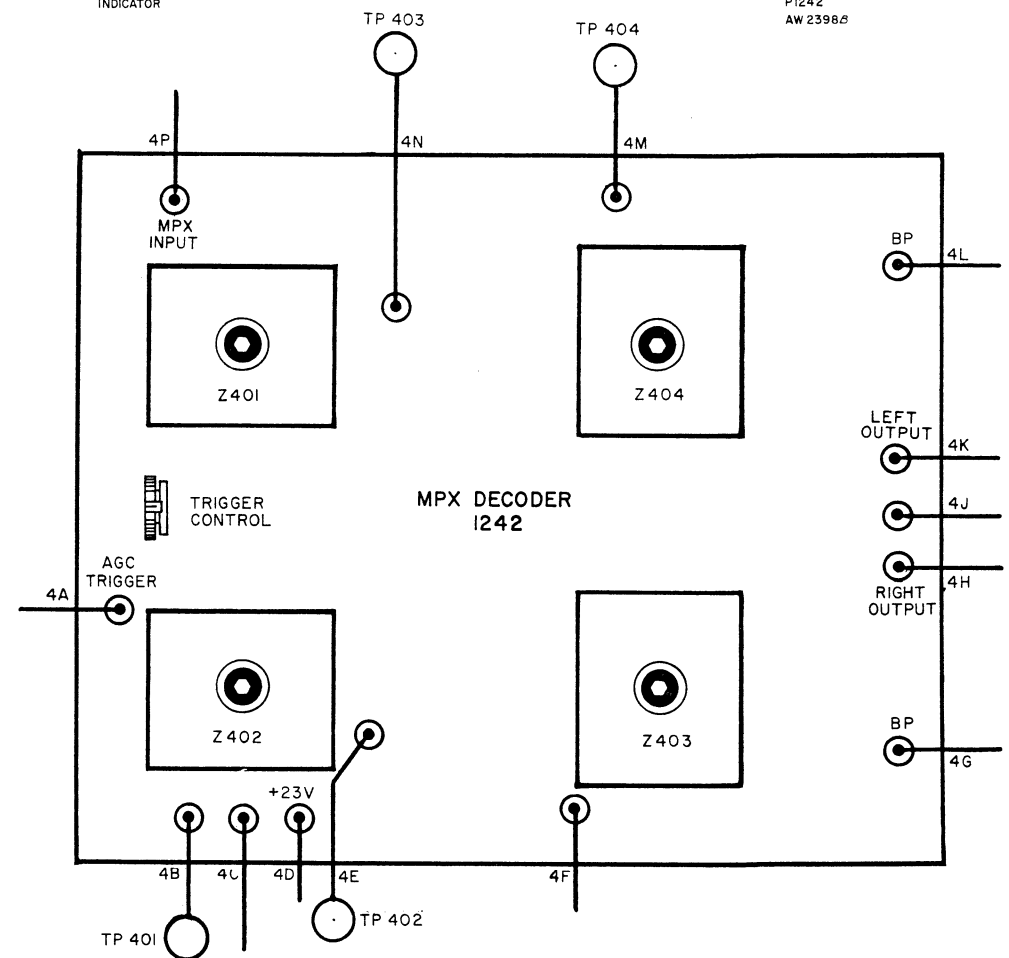 INDICATOR
P1242
AW 2398B
TP 403
TP 404
4P
4N
4M
MPX
INPUT
BP
4L
Z401
Z404
LEFT
OUTPUT
4K
TRIGGER
CONTROL
MPX DECODER
1242
4J
AGC
TRIGGER
4A
4H
RIGHT
OUTPUT
Z402
Z403
BP
4G
+23V
4B
4C
4D
4E
4F
TP 401
TP 402